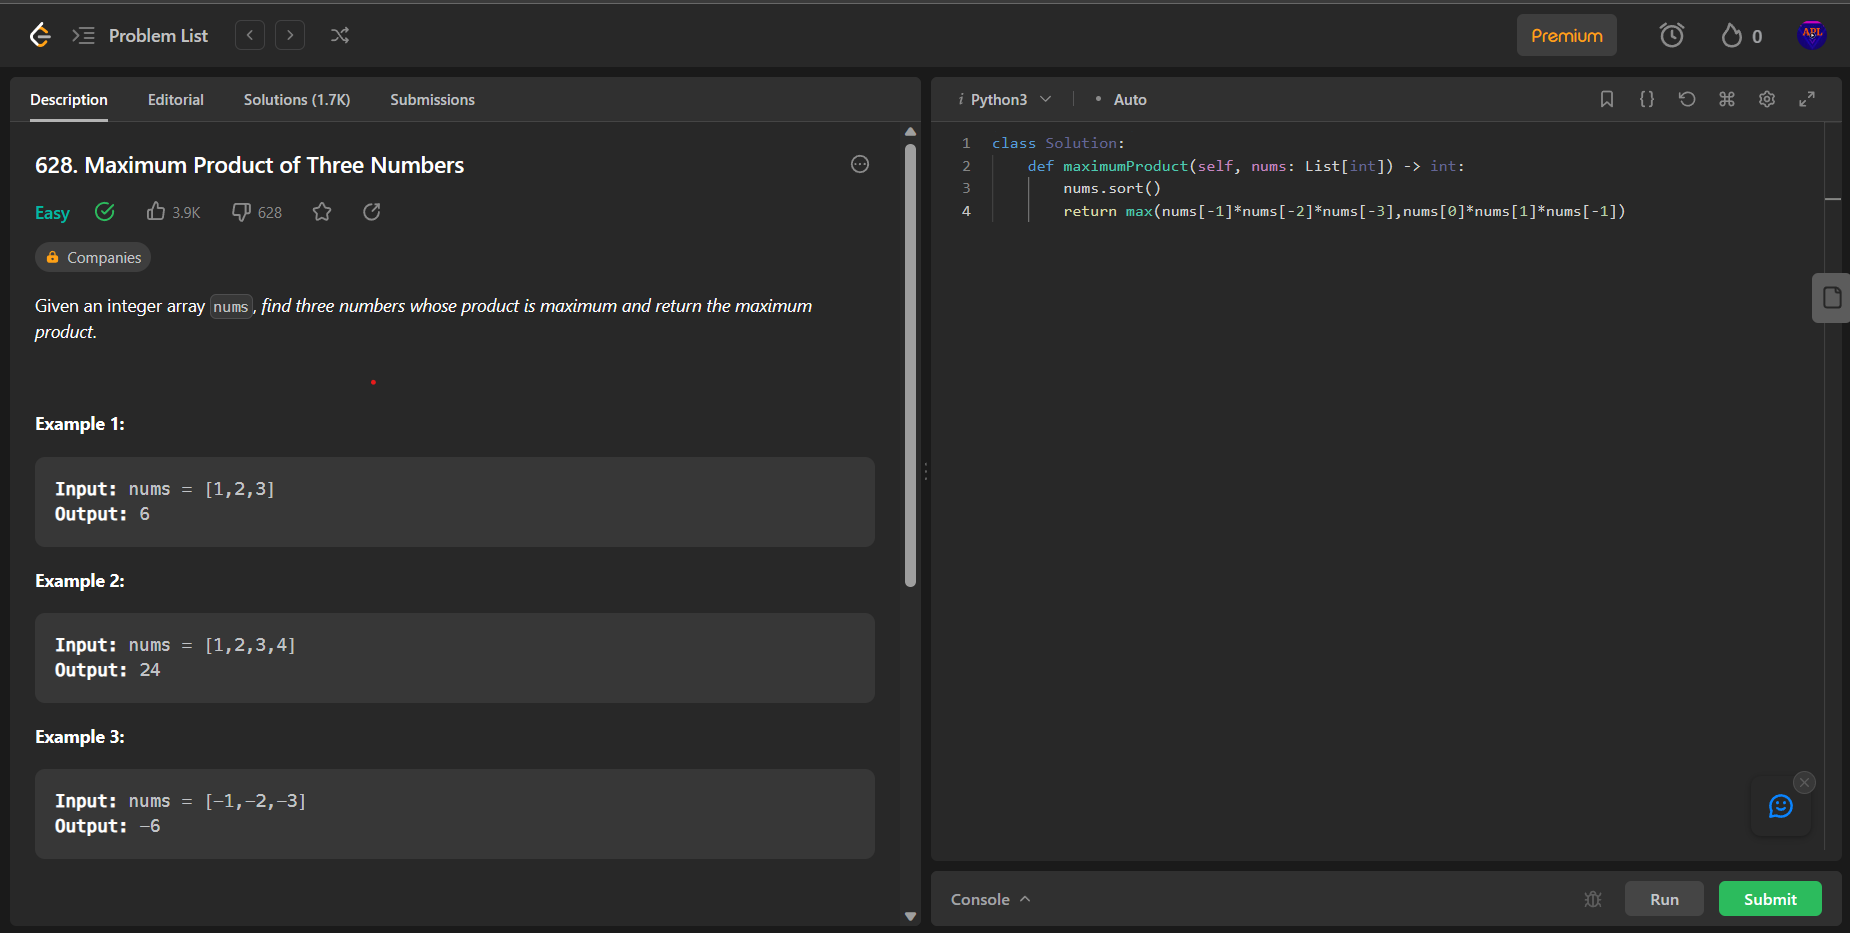 Problem List
Premium
0
APL
Description Editorial Solutions (1.7K) Submissions
628. Maximum Product of Three Numbers
Easy 3.9K 628
Companies
Given an integer array nums, find three numbers whose product is maximum and return the maximum
product.
Example 1:
Input: nums = [1,2,3]
Output: 6
Example 2:
Input: nums = [1,2,3,4]
Output: 24
Example 3:
Input: nums = [-1,-2,-3]
Output: -6
i Python3 • Auto
1 class Solution:
2     def maximumProduct(self, nums: List[int]) -> int:
3         nums.sort()
4         return max(nums[-1]*nums[-2]*nums[-3],nums[0]*nums[1]*nums[-1])
Console
Run
Submit